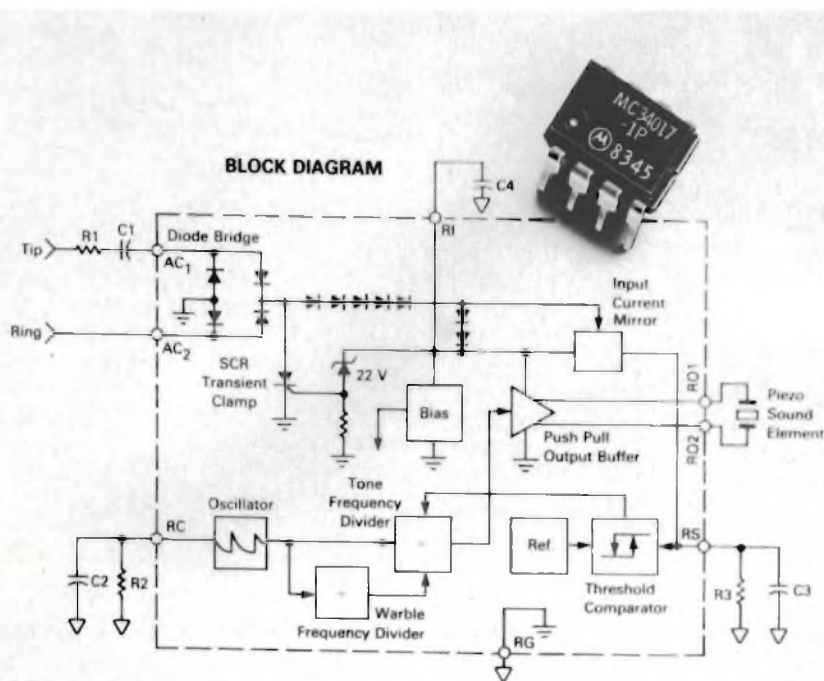 MC34017
-1P
8345
BLOCK DIAGRAM
C4
RI
R1
C1
Diode Bridge
Tip
AC1
Input
Current
Mirror
Ring
AC2
SCR
Transient
Clamp
22 V
Bias
RO1
Piezo
Sound
Element
RO2
Push Pull
Output Buffer
Tone
Frequency
Divider
Oscillator
RC
Ref.
RS
C2
R2
Threshold
Comparator
R3
C3
Warble
Frequency Divider
RG